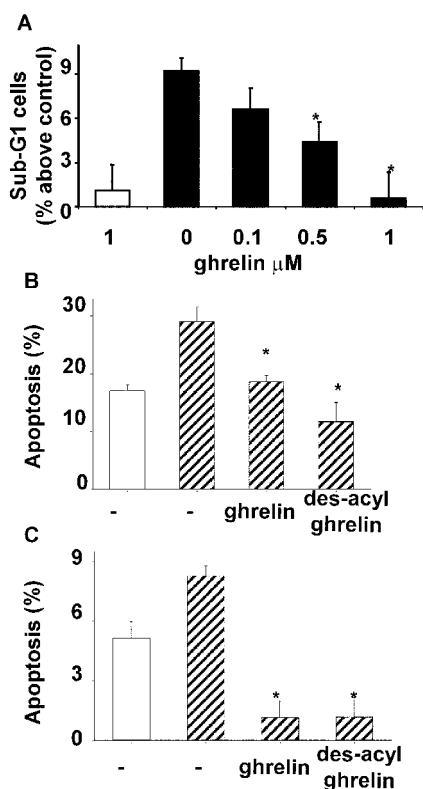 A
Sub-G1 cells
(% above control)
9
6
3
0
*
*
1 0 0.1 0.5 1
ghrelin μM
B
Apoptosis (%)
30
20
10
0
*
*
- - ghrelin des-acyl
ghrelin
C
Apoptosis (%)
9
6
3
0
*
*
- - ghrelin des-acyl
ghrelin